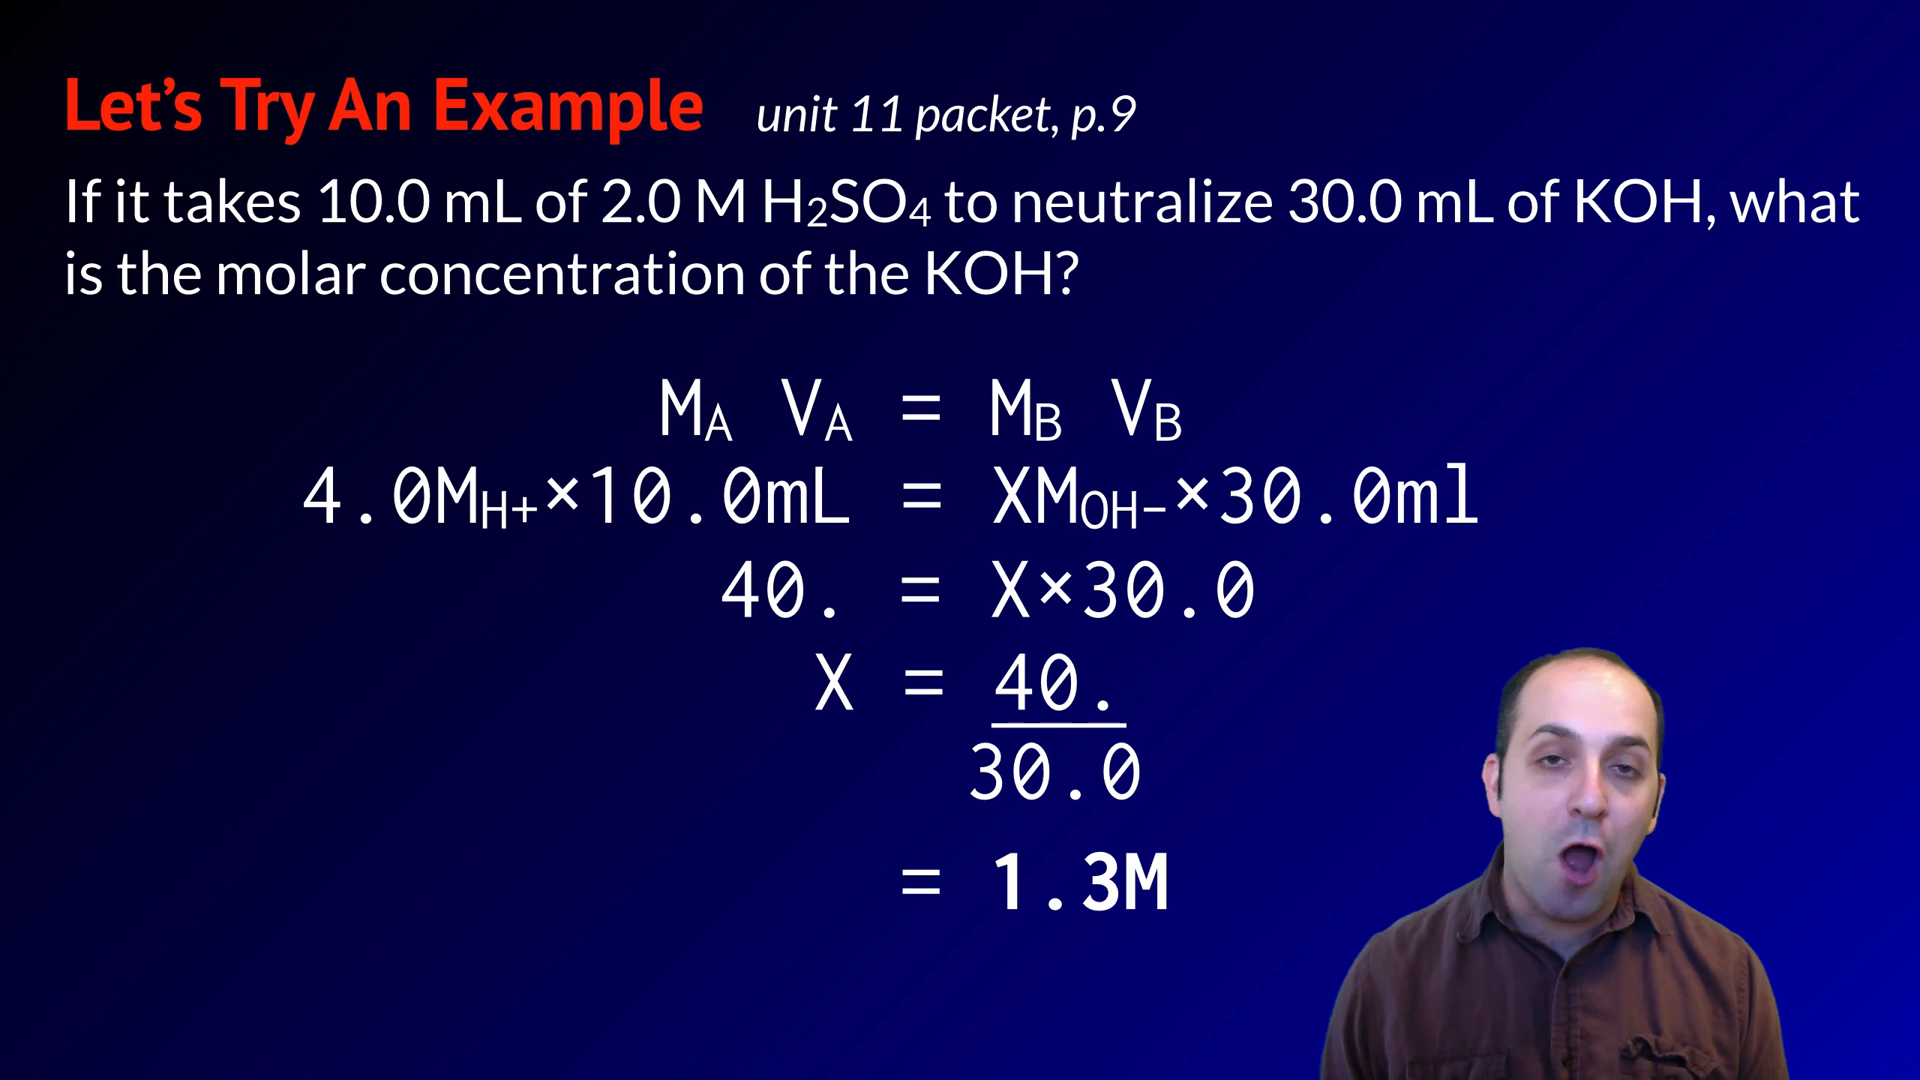 Let's Try An Example unit 11 packet, p.9
If it takes 10.0 mL of 2.0 M H₂SO₄ to neutralize 30.0 mL of KOH, what
is the molar concentration of the KOH?
MA VA = MB VB
4.0MH+×10.0mL = XMOH-×30.0ml
40. = X×30.0
X = 40.
30.0
= 1.3M